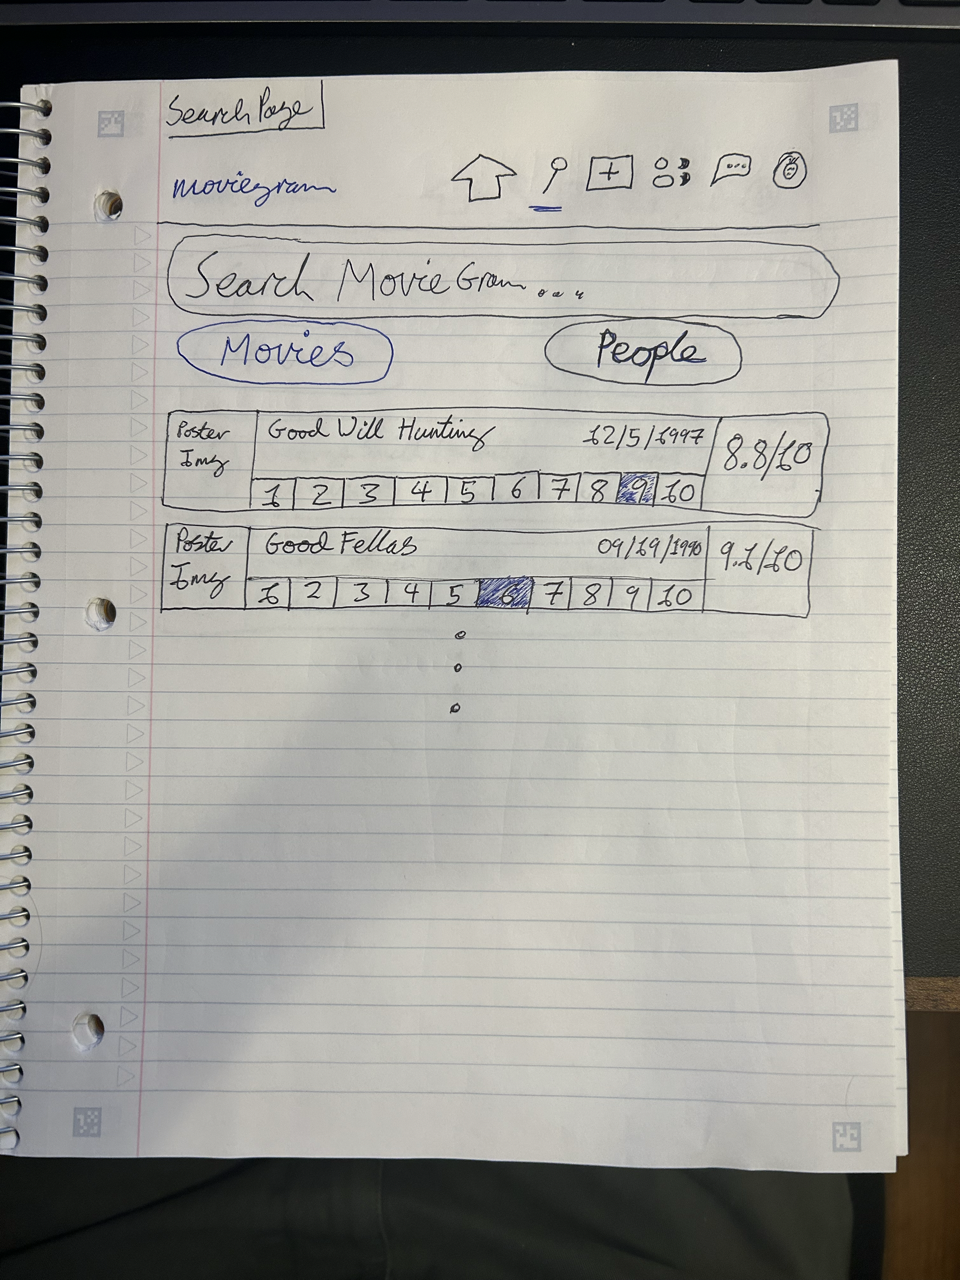 Search Page
moviegram
Search MovieGram...
Movies
People
Poster Img
Good Will Hunting
12/5/1997
8.8/10
1 2 3 4 5 6 7 8 9 10
Poster Img
Good Fellas
09/19/1990
9.1/10
1 2 3 4 5 6 7 8 9 10